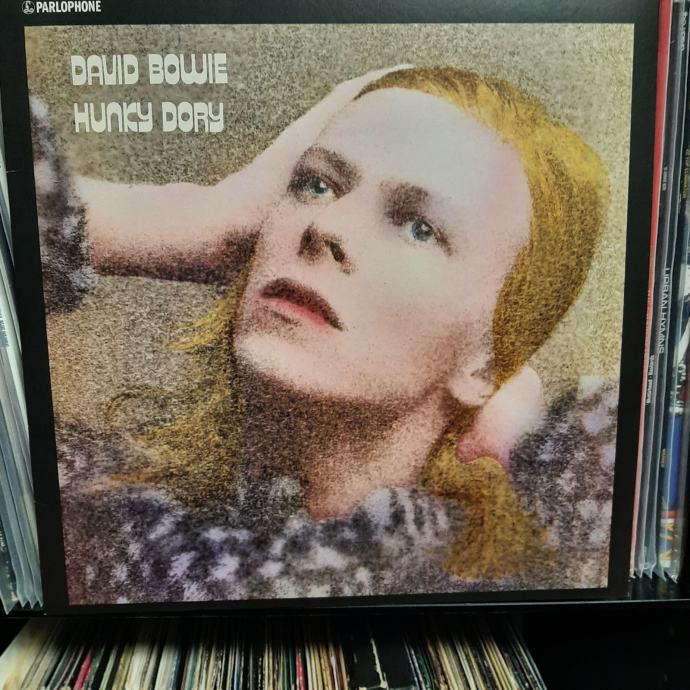 PARLOPHONE
DAVID BOWIE
HUNKY DORY
URBAN HYMNS